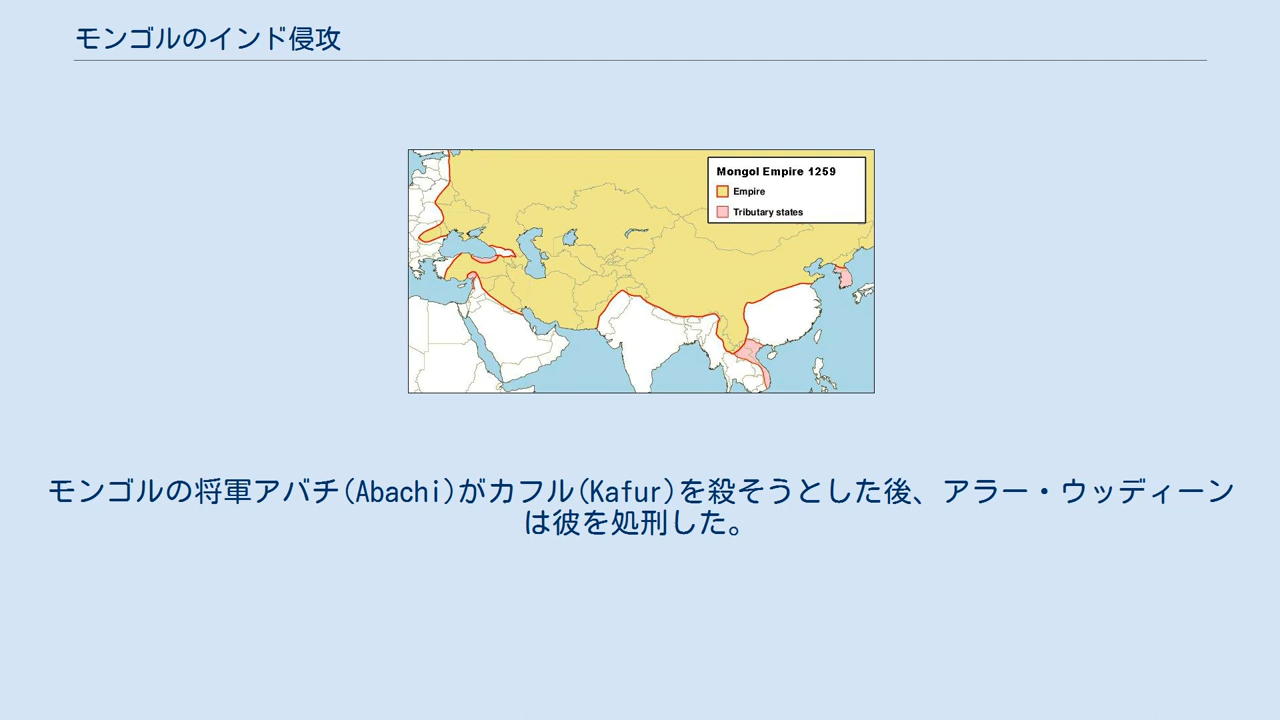 モンゴルのインド侵攻
Mongol Empire 1259
Empire
Tributary states
モンゴルの将軍アバチ(Abachi)がカフル(Kafur)を殺そうとした後、アラー・ウッディーン
は彼を処刑した。